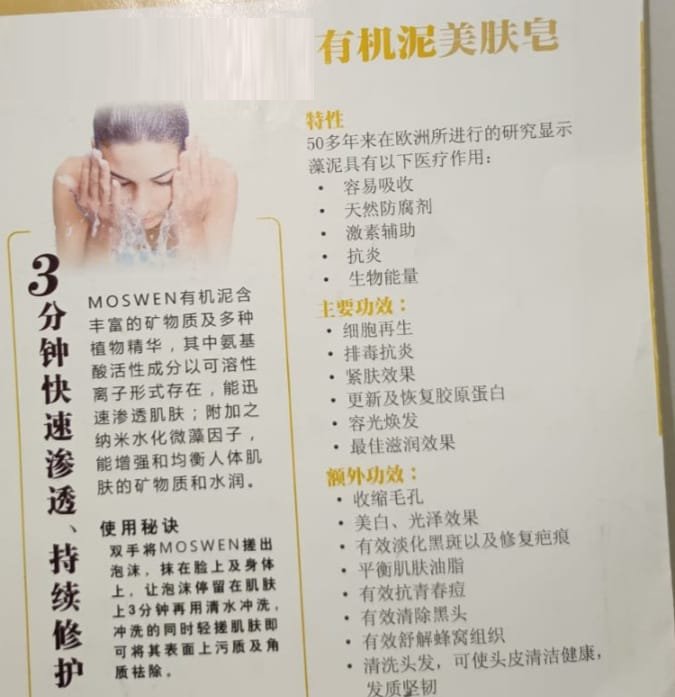 有机泥美肤皂
特性
50多年来在欧洲所进行的研究显示
藻泥具有以下医疗作用：
• 容易吸收
• 天然防腐剂
• 激素辅助
• 抗炎
• 生物能量
主要功效：
• 细胞再生
• 排毒抗炎
• 紧肤效果
• 更新及恢复胶原蛋白
• 容光焕发
• 最佳滋润效果
额外功效：
• 收缩毛孔
• 美白、光泽效果
• 有效淡化黑斑以及修复疤痕
• 平衡肌肤油脂
• 有效抗青春痘
• 有效清除黑头
• 有效舒解蜂窝组织
• 清洗头发，可使头皮清洁健康，
发质坚韧
3分钟快速渗透、持续修护
MOSWEN有机泥含
丰富的矿物质及多种
植物精华，其中氨基
酸活性成分以可溶性
离子形式存在，能迅
速渗透肌肤；附加之
纳米水化微藻因子，
能增强和均衡人体肌
肤的矿物质和水润。
使用秘诀
双手将MOSWEN搓出
泡沫，抹在脸上及身体
上，让泡沫停留在肌肤
上3分钟再用清水冲洗，
冲洗的同时轻搓肌肤即
可将其表面上污质及角
质祛除。